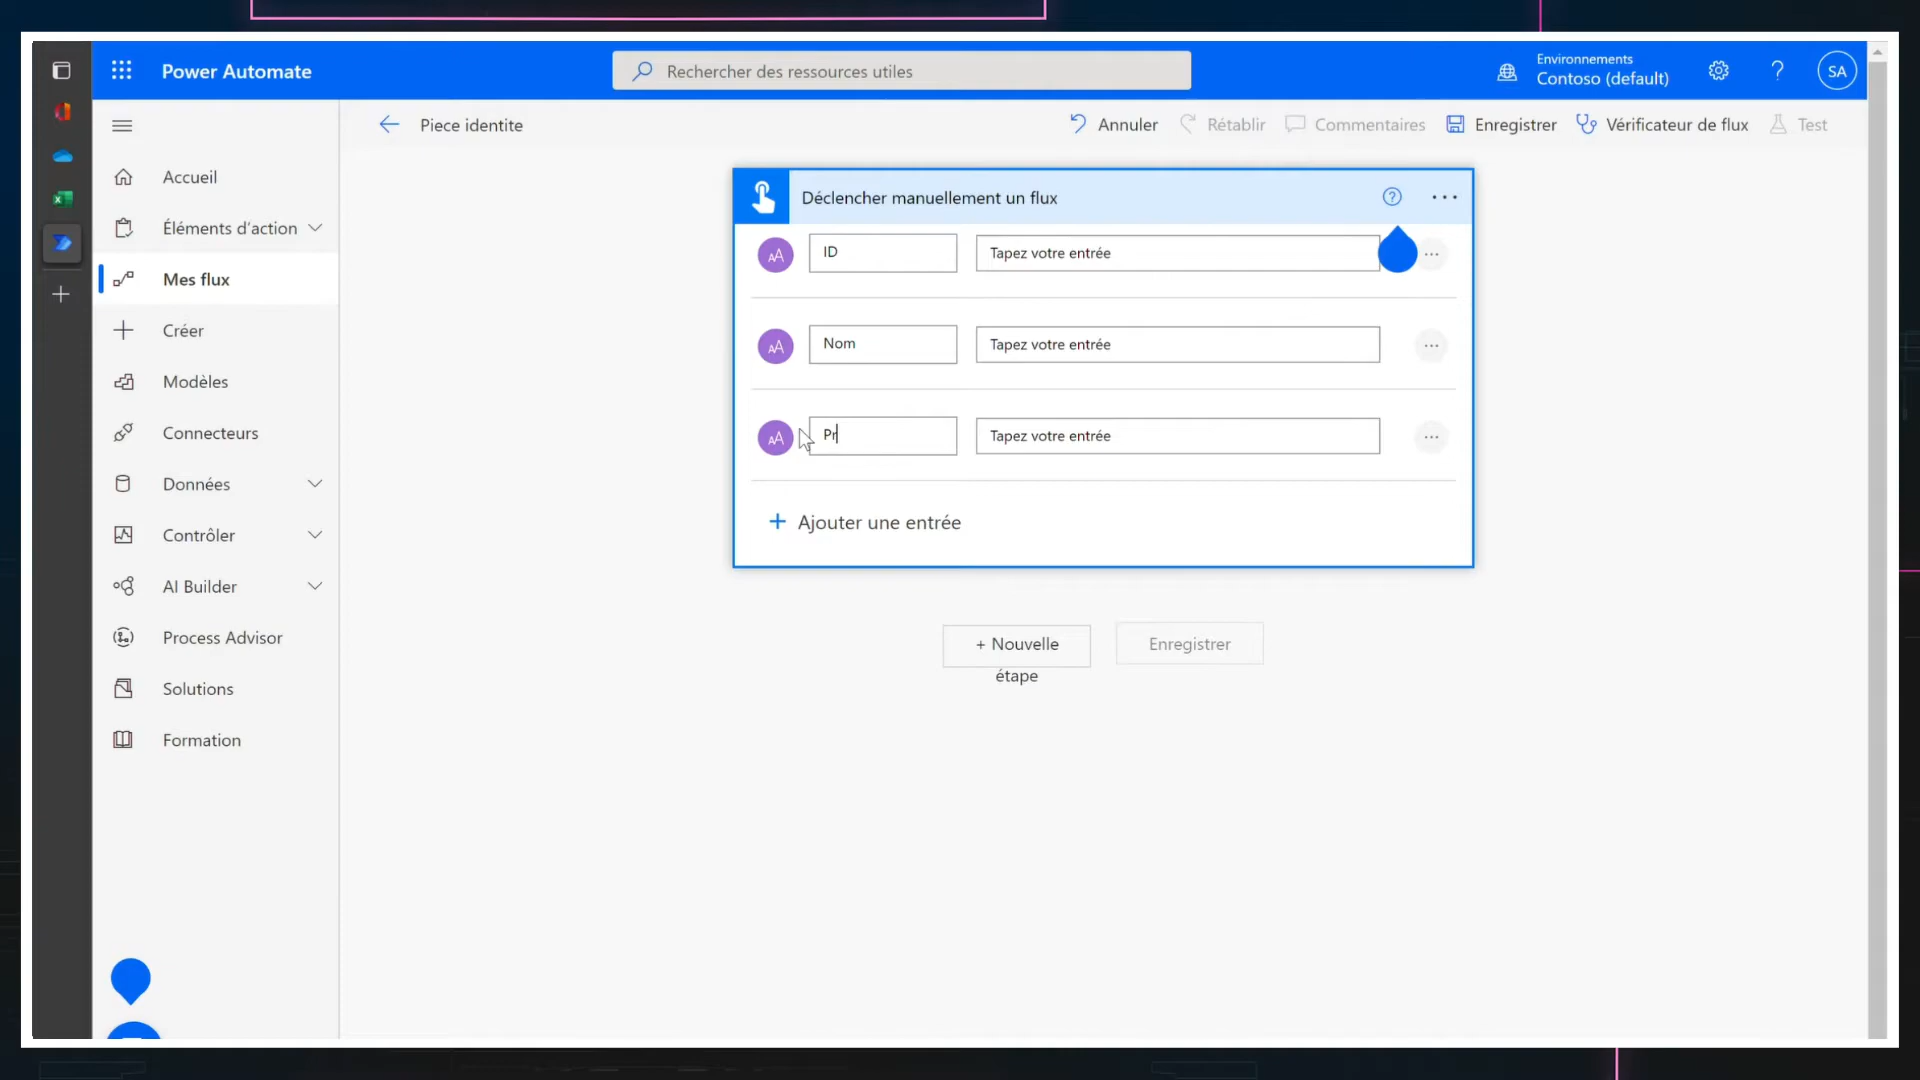 Power Automate
Rechercher des ressources utiles
Environnements
Contoso (default)
SA
Piece identite
Annuler
Rétablir
Commentaires
Enregistrer
Vérificateur de flux
Test
Accueil
Éléments d'action
Mes flux
Créer
Modèles
Connecteurs
Données
Contrôler
AI Builder
Process Advisor
Solutions
Formation
Déclencher manuellement un flux
AA
ID
Tapez votre entrée
AA
Nom
Tapez votre entrée
AA
Pr
Tapez votre entrée
+ Ajouter une entrée
+ Nouvelle
étape
Enregistrer